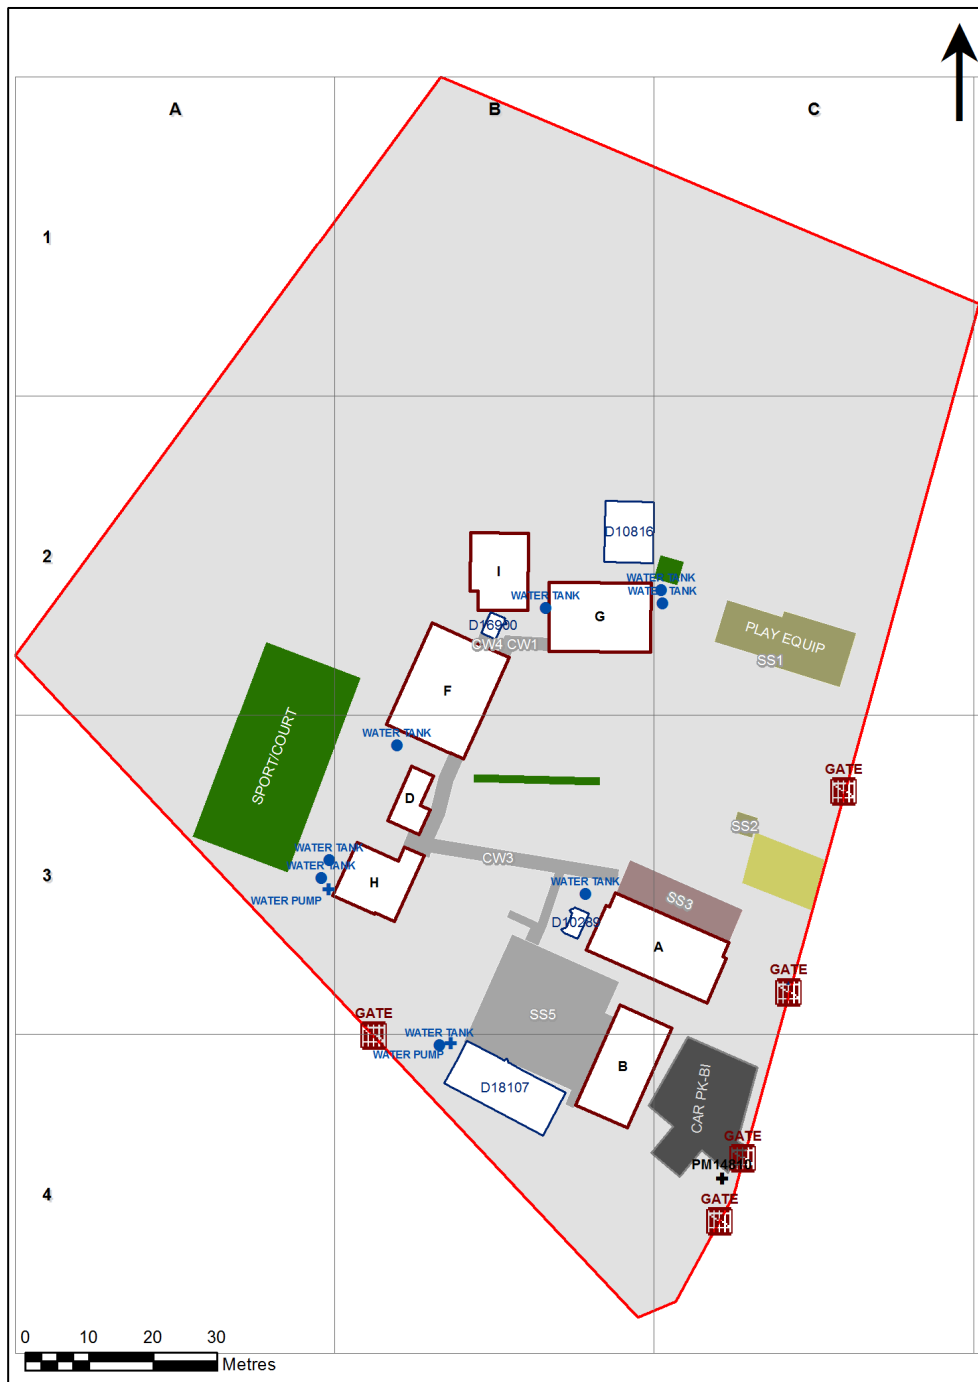 A
B
C
1
2
D10816
I
WATER TANK
WATER TANK
WATER TANK
G
D16900
PLAY EQUIP
CW4 CW1
SS1
F
WATER TANK
SPORT/COURT
GATE
D
SS2
WATER TANK
CW3
WATER TANK
3
H
WATER TANK
WATER PUMP
SS3
D10289
A
GATE
GATE
SS5
WATER TANK
WATER PUMP
B
D18107
CAR PK-BI
GATE
4
GATE
0 10 20 30
Metres